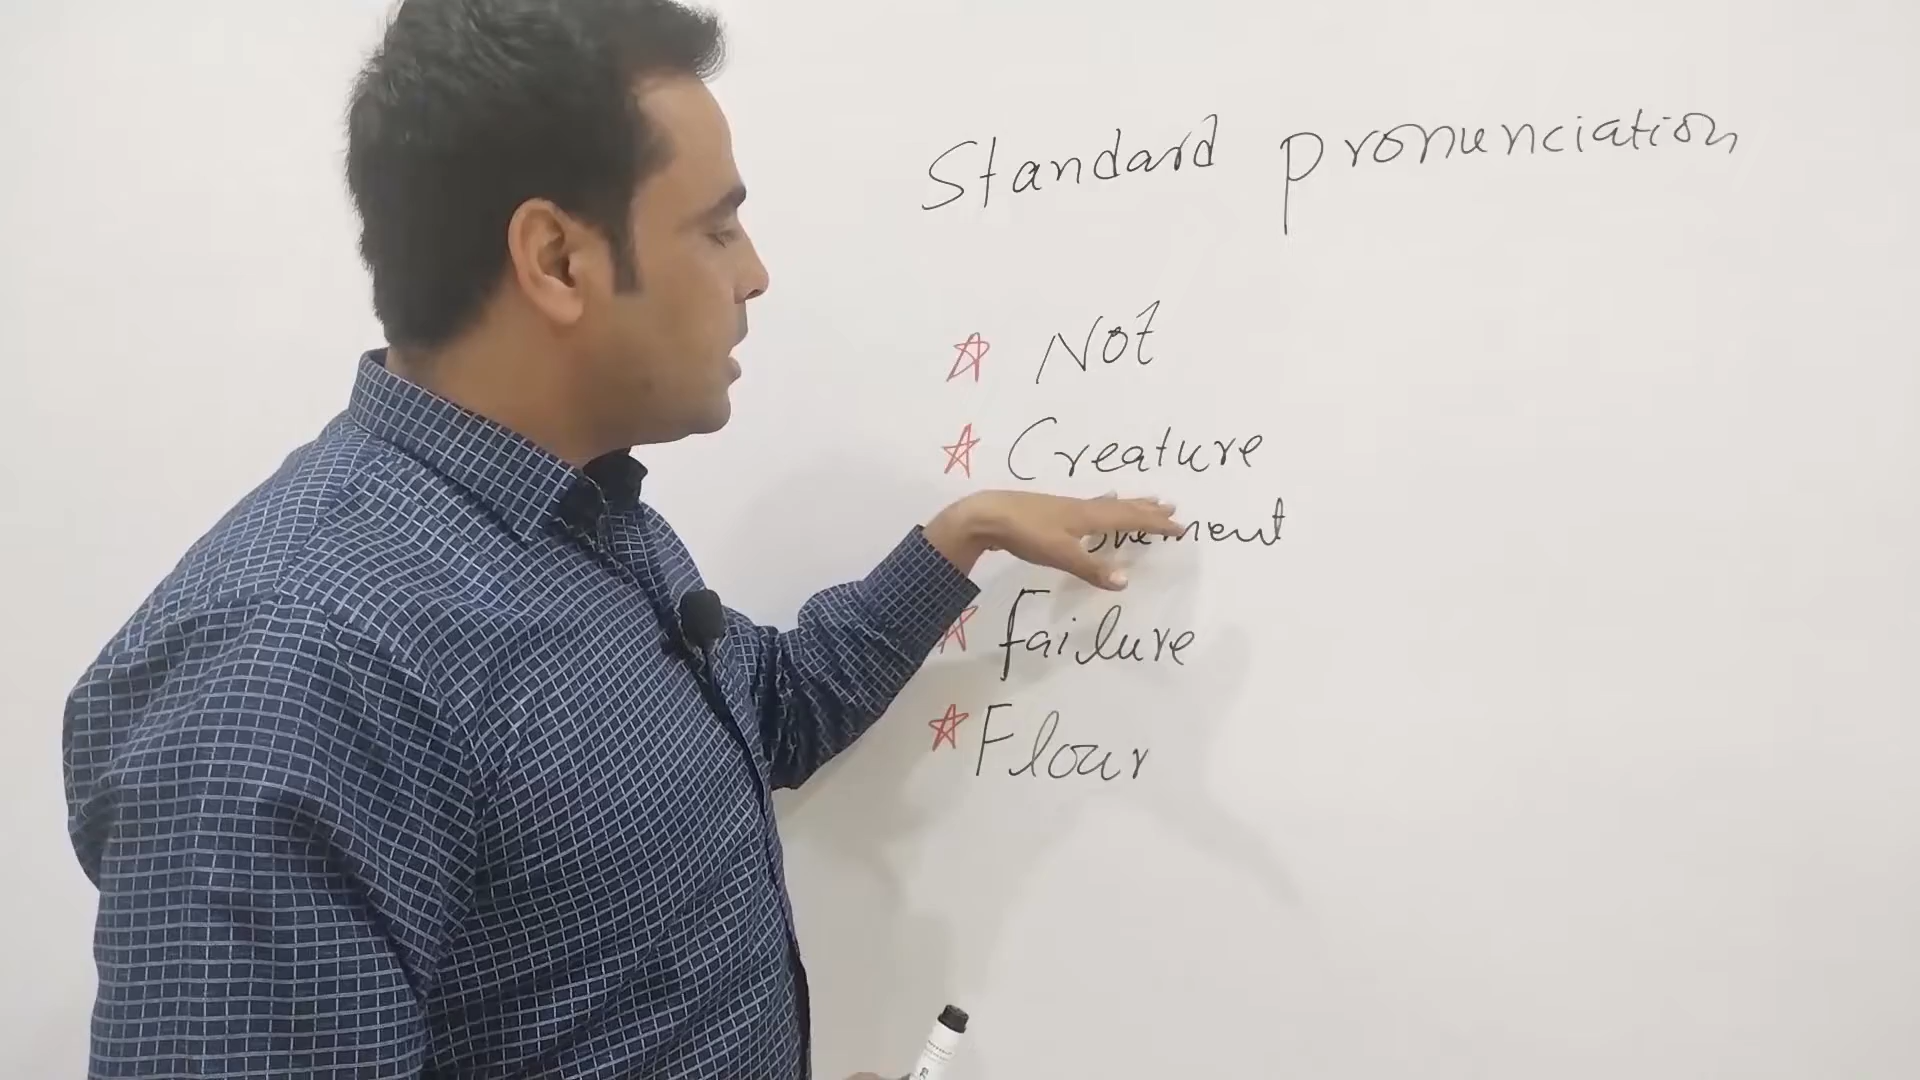 Standard pronunciation
Not
Creature
Failure
Flour